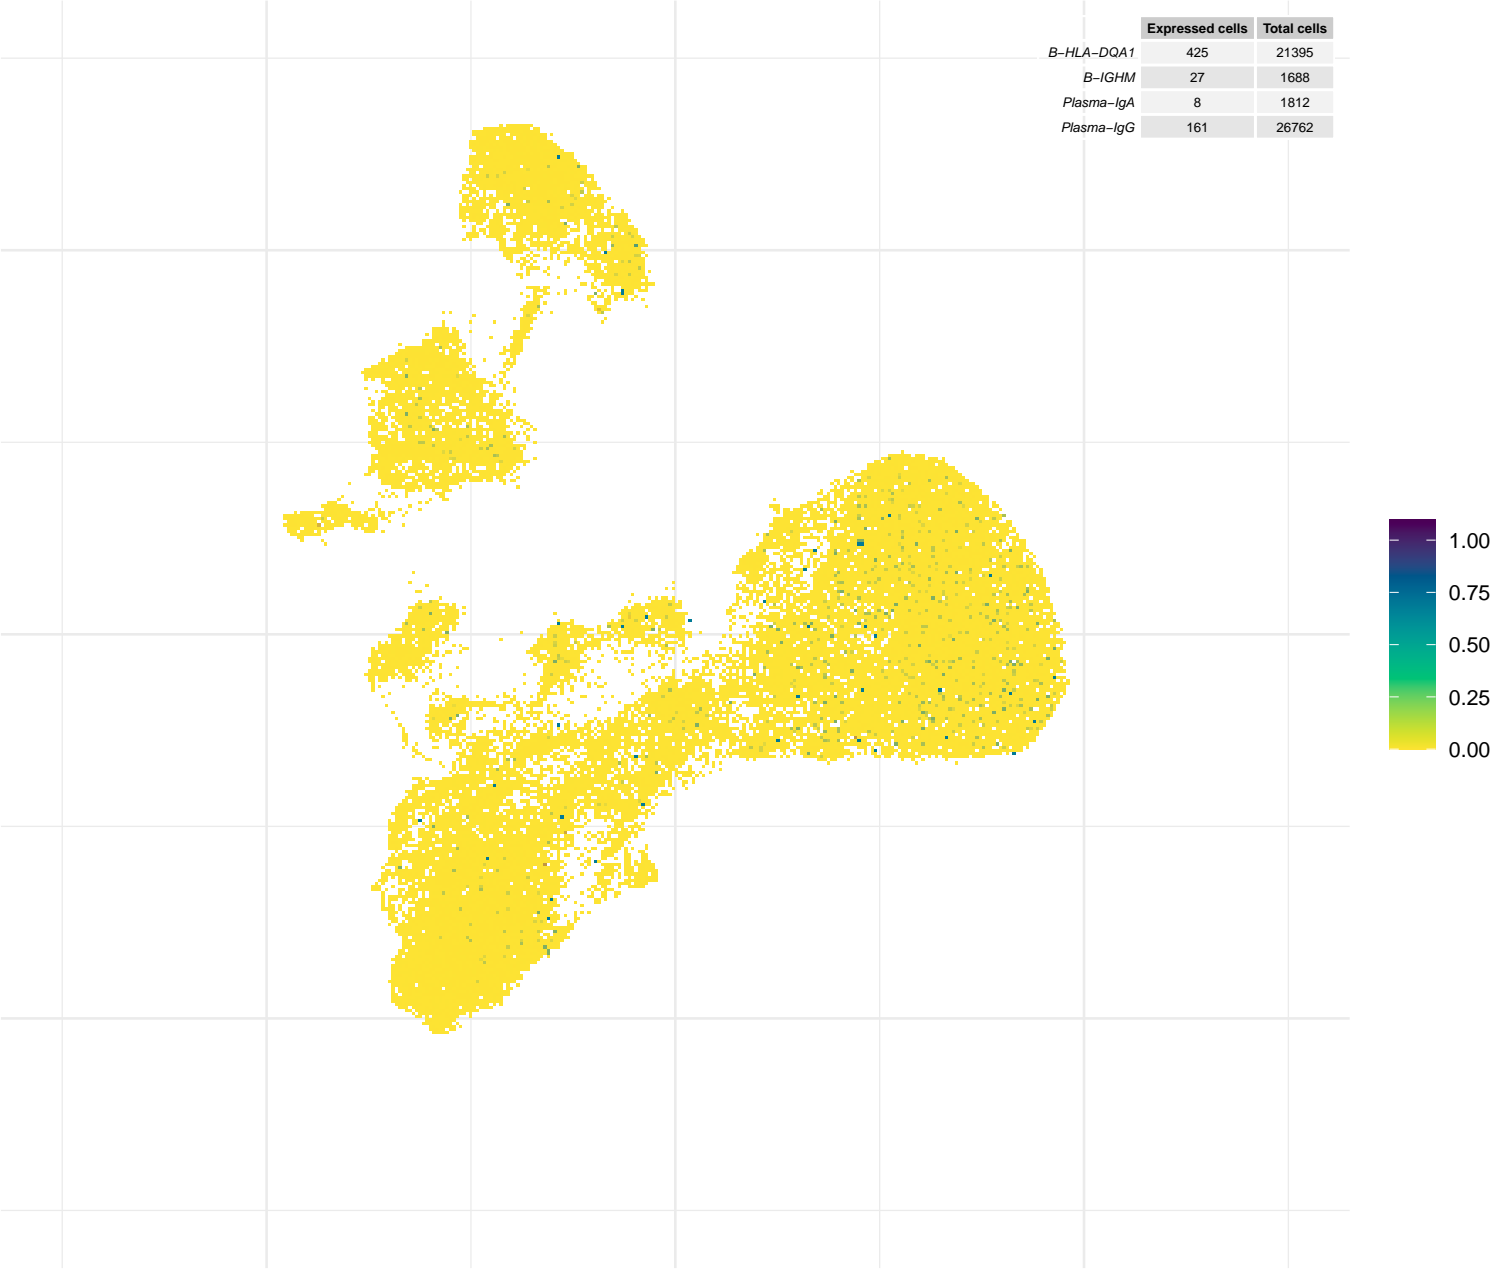 Expressed cells Total cells
B−HLA−DQA1 425 21395
B−IGHM 27 1688
Plasma−IgA 8 1812
Plasma−IgG 161 26762
1.00
0.75
0.50
0.25
0.00